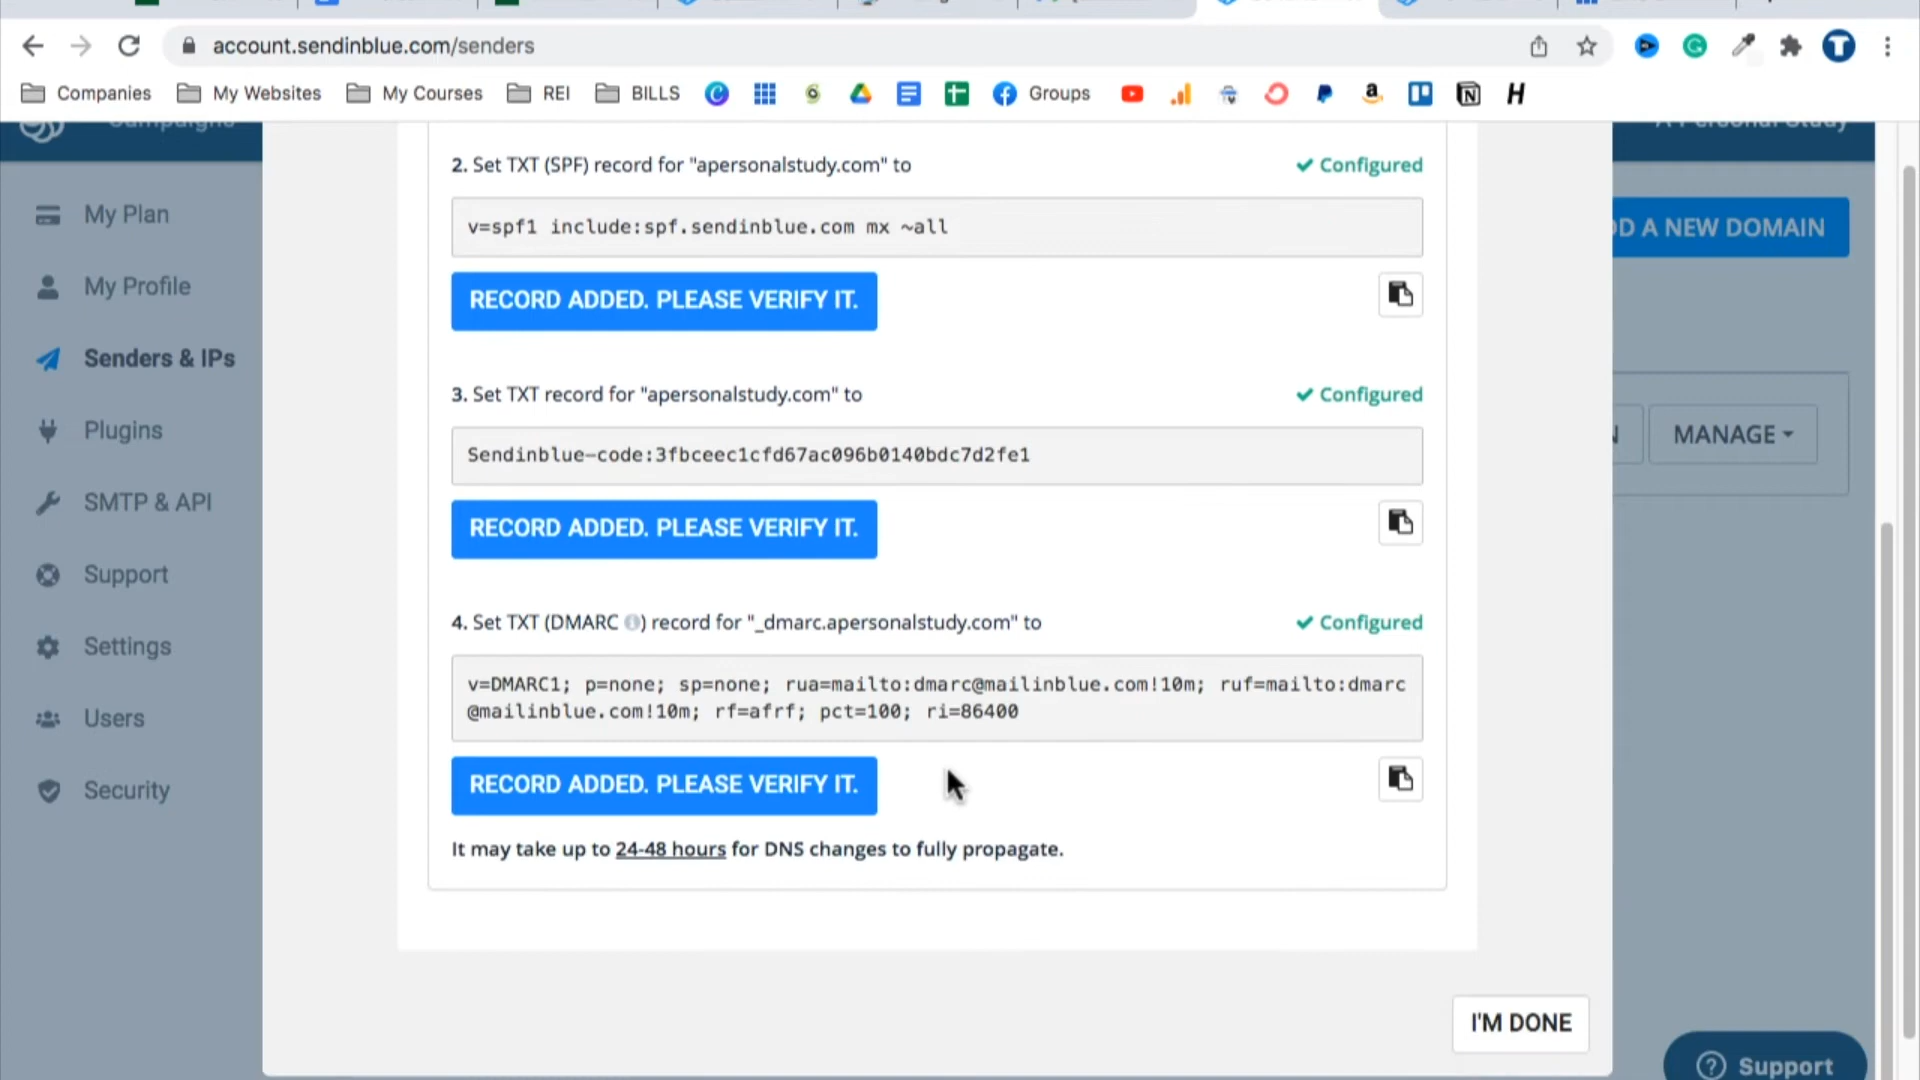 account.sendinblue.com/senders
Companies My Websites My Courses REI BILLS Groups
2. Set TXT (SPF) record for "apersonalstudy.com" to Configured
v=spf1 include:spf.sendinblue.com mx ~all
RECORD ADDED. PLEASE VERIFY IT.
3. Set TXT record for "apersonalstudy.com" to Configured
Sendinblue-code:3fbceec1cfd67ac096b0140bdc7d2fe1
RECORD ADDED. PLEASE VERIFY IT.
4. Set TXT (DMARC ) record for "_dmarc.apersonalstudy.com" to Configured
v=DMARC1; p=none; sp=none; rua=mailto:dmarc@mailinblue.com!10m; ruf=mailto:dmarc
@mailinblue.com!10m; rf=afrf; pct=100; ri=86400
RECORD ADDED. PLEASE VERIFY IT.
It may take up to 24-48 hours for DNS changes to fully propagate.
I'M DONE
My Plan
My Profile
Senders & IPs
Plugins
SMTP & API
Support
Settings
Users
Security
A NEW DOMAIN
MANAGE
Support